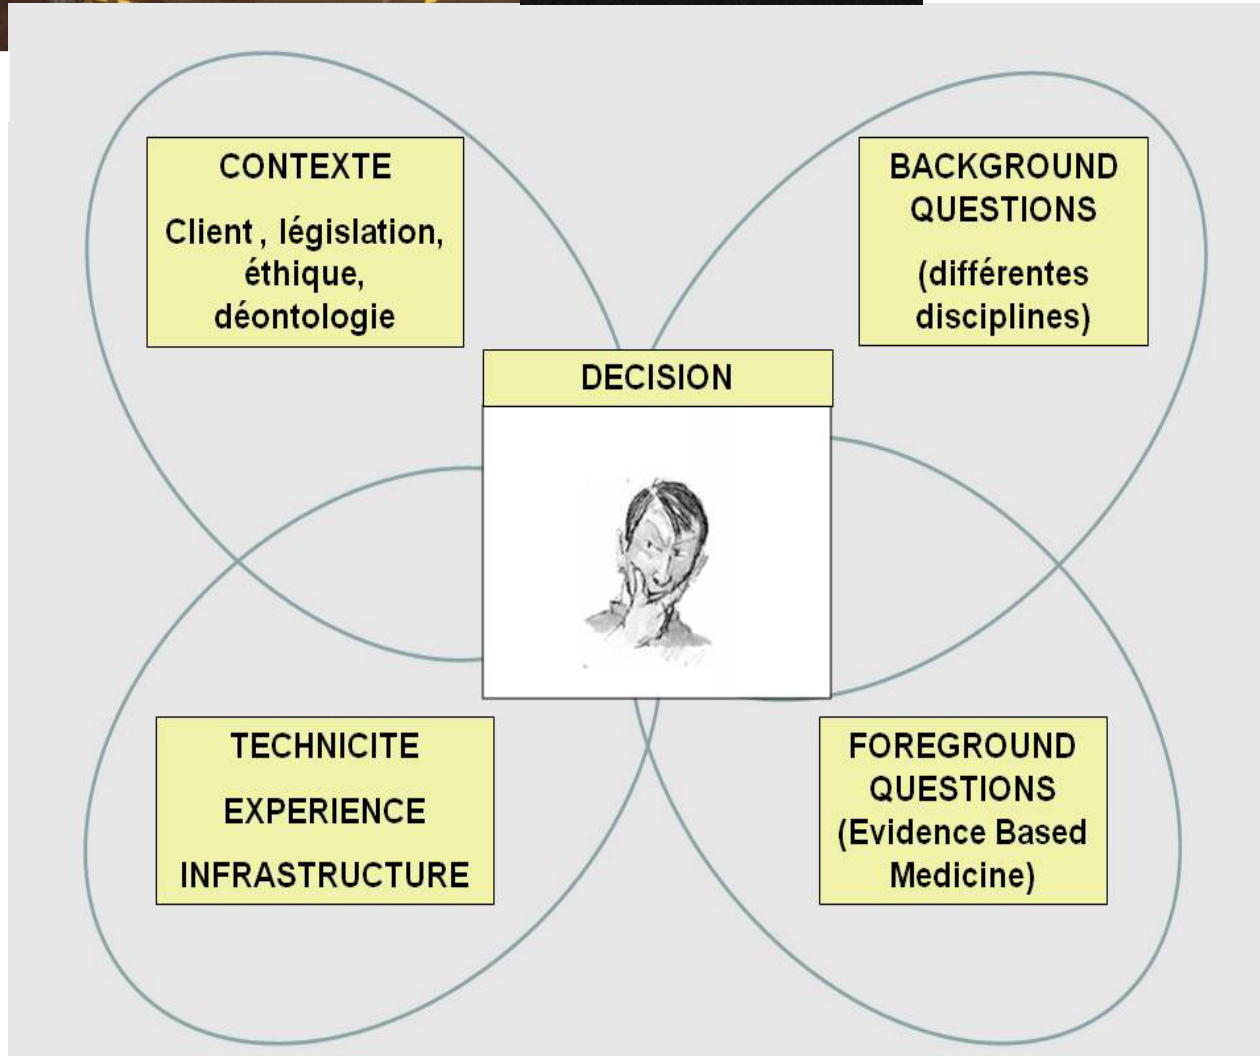 CONTEXTE
Client , législation,
éthique,
déontologie
BACKGROUND
QUESTIONS
(différentes
disciplines)
DECISION
TECHNICITE
EXPERIENCE
INFRASTRUCTURE
FOREGROUND
QUESTIONS
(Evidence Based
Medicine)